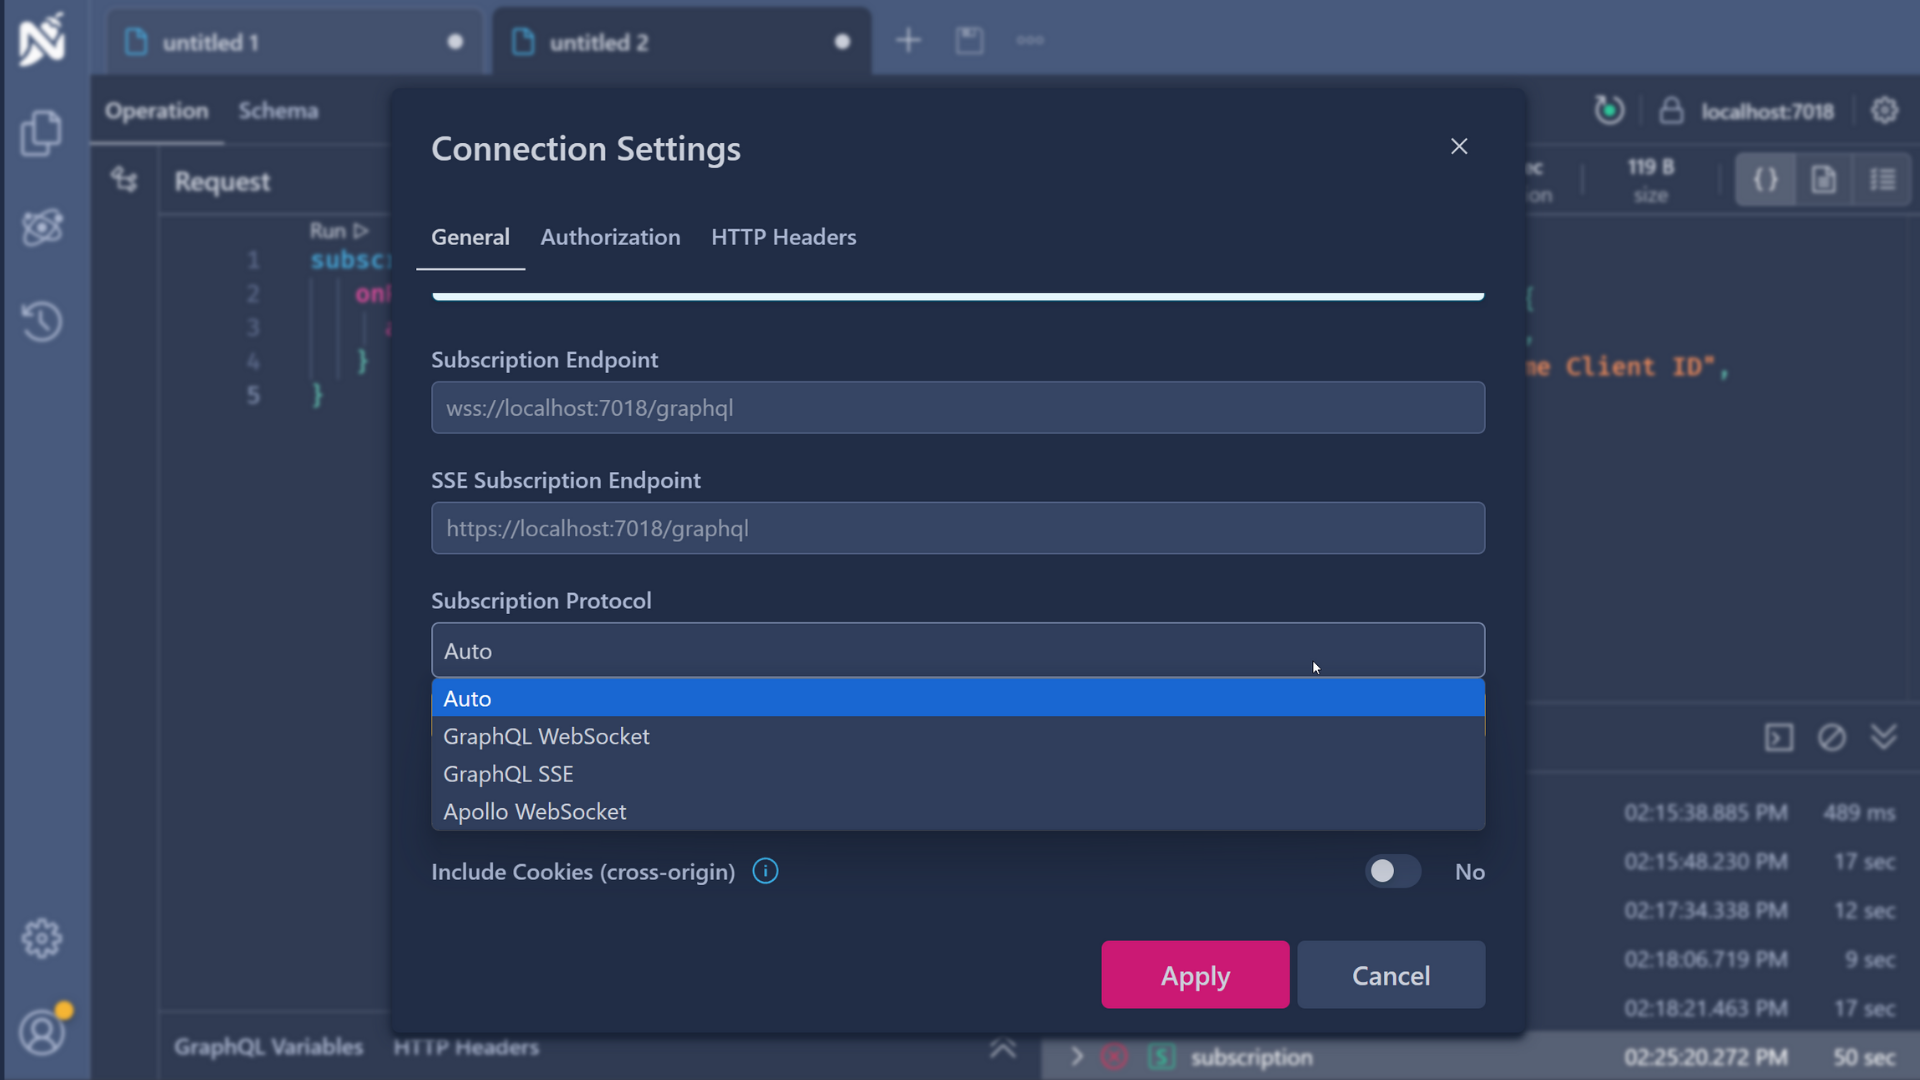 untitled 1
untitled 2
Operation
Schema
localhost:7018
Connection Settings
Request
119 B
size
General
Authorization
HTTP Headers
Run
1
2
3
4 }
5 }
{
Client ID",
Subscription Endpoint
wss://localhost:7018/graphql
SSE Subscription Endpoint
https://localhost:7018/graphql
Subscription Protocol
Auto
Auto
GraphQL WebSocket
GraphQL SSE
Apollo WebSocket
Include Cookies (cross-origin)
No
Apply
Cancel
02:15:38.885 PM 489 ms
02:15:48.230 PM 17 sec
02:17:34.338 PM 12 sec
02:18:06.719 PM 9 sec
02:18:21.463 PM 17 sec
GraphQL Variables
HTTP Headers
S subscription 02:25:20.272 PM 50 sec